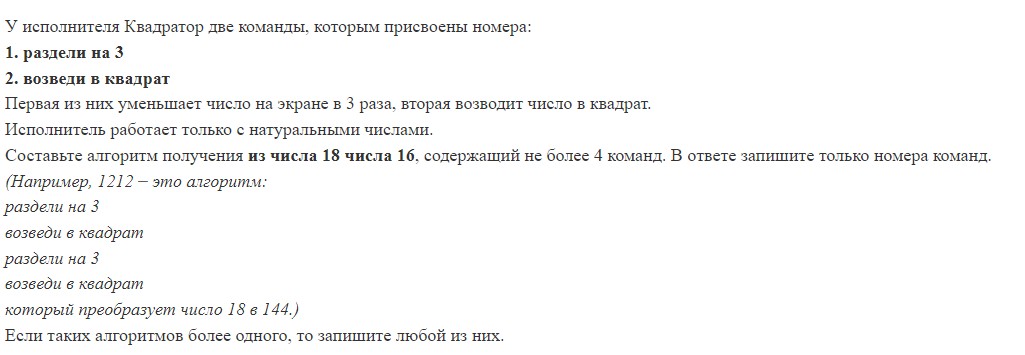 У исполнителя Квадратор две команды, которым присвоены номера:
1. раздели на 3
2. возведи в квадрат
Первая из них уменьшает число на экране в 3 раза, вторая возводит число в квадрат.
Исполнитель работает только с натуральными числами.
Составьте алгоритм получения из числа 18 числа 16, содержащий не более 4 команд. В ответе запишите только номера команд.
(Например, 1212 – это алгоритм:
раздели на 3
возведи в квадрат
раздели на 3
возведи в квадрат
который преобразует число 18 в 144.)
Если таких алгоритмов более одного, то запишите любой из них.